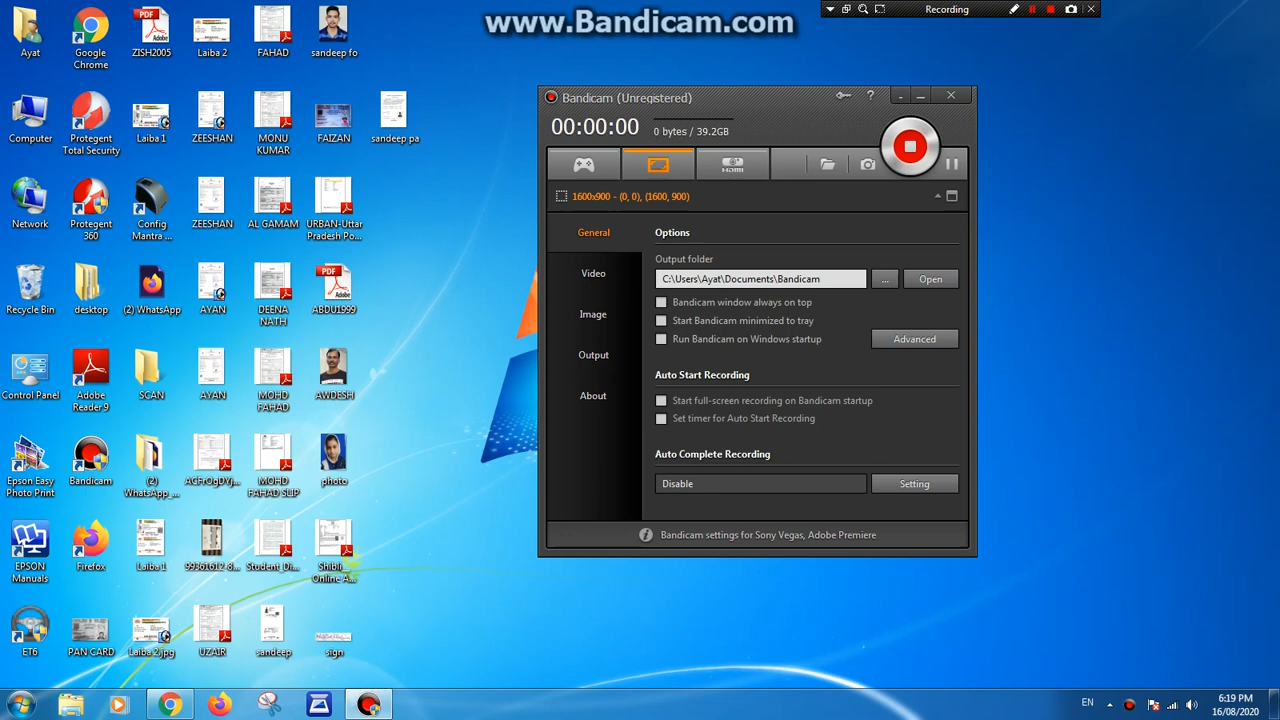 www.Bandicam.com
Recording
Ayat
Google Chrome
ZISH2005
Laiba 2
FAHAD
sandeep fo
Computer
Protegent Total Security
Laiba 1
ZEESHAN
MONU KUMAR
FAIZAN
sandeep pa
Network
Protegent 360
Config Mantra ...
ZEESHAN
AL GAMAM
URBAN-Uttar Pradesh Po...
Recycle Bin
desktop
(2) WhatsApp
AYAN
DEENA NATH
ABDU1999
Control Panel
Adobe Reader 9
SCAN
AYAN
MOHD FAHAD
AWDESH
Epson Easy Photo Print
Bandicam
(2) WhatsApp_...
MOHD FAHAD SLIP
photo
EPSON Manuals
Firefox
Laiba 1
99361612-8...
Student_Di...
Shibli Online A...
ET6
PAN CARD
Laiba 2.jpg
UZAIR
sandeep
sign
Bandicam (Unregistered)
00:00:00
0 bytes / 39.2GB
HDMI
1600x900 - (0, 0), (1600, 900)
General
Video
Image
Output
About
Options
Output folder
C:\Users\Ayat\Documents\Bandicam
...
Open
Bandicam window always on top
Start Bandicam minimized to tray
Run Bandicam on Windows startup
Advanced
Auto Start Recording
Start full-screen recording on Bandicam startup
Set timer for Auto Start Recording
Auto Complete Recording
Disable
Setting
Bandicam settings for Sony Vegas, Adobe Premiere
EN
6:19 PM
16/08/2020